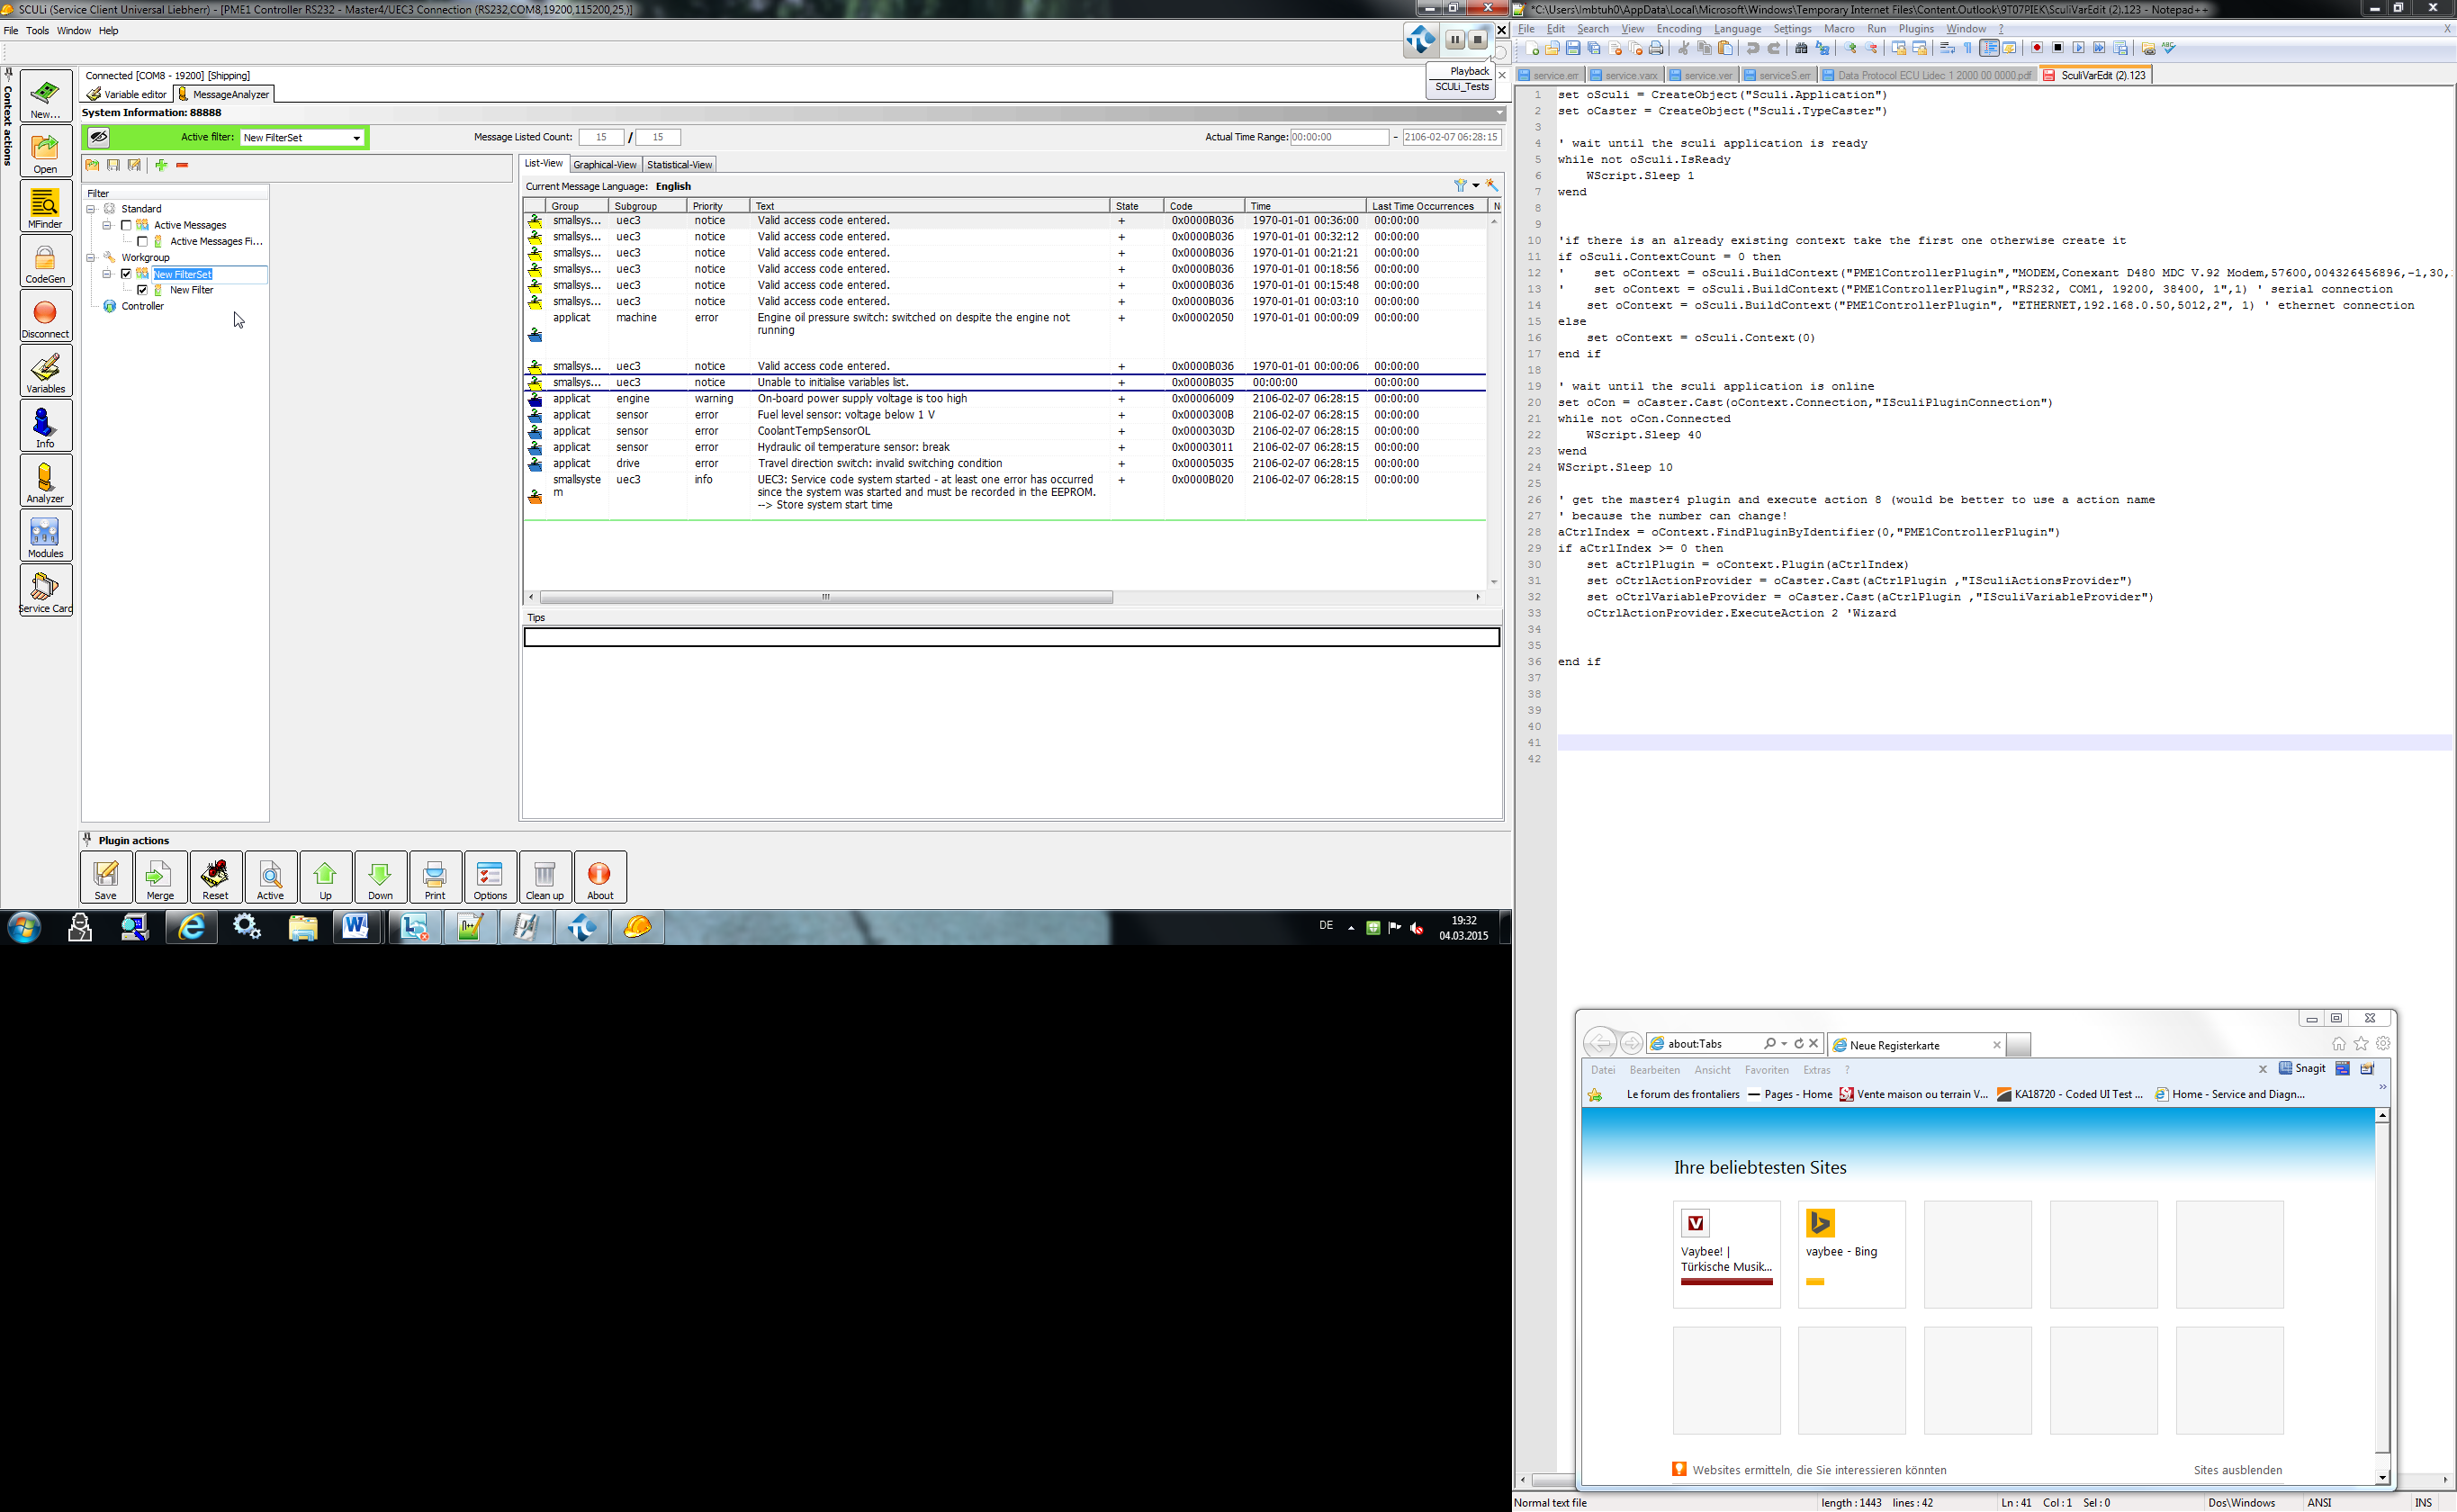 SCULi (Service Client Universal Liebherr) - [PME1 Controller RS232 - Master4/UEC3 Connection (RS232,COM8,19200,115200,25,)]
File Tools Window Help
Playback
SCULi_Tests
Context actions
New...
Open
MFinder
CodeGen
Disconnect
Variables
Info
Analyzer
Modules
Service Card
Connected [COM8 - 19200] [Shipping]
Variable editor MessageAnalyzer
System Information: 88888
Active filter: New FilterSet Message Listed Count: 15 / 15 Actual Time Range: 00:00:00 - 2106-02-07 06:28:15
Filter
Standard
Active Messages
Active Messages Fi...
Workgroup
New FilterSet
New Filter
Controller
List-View Graphical-View Statistical-View
Current Message Language: English
Group Subgroup Priority Text State Code Time Last Time Occurrences N
smallsys... uec3 notice Valid access code entered. + 0x0000B036 1970-01-01 00:36:00 00:00:00
smallsys... uec3 notice Valid access code entered. + 0x0000B036 1970-01-01 00:32:12 00:00:00
smallsys... uec3 notice Valid access code entered. + 0x0000B036 1970-01-01 00:21:21 00:00:00
smallsys... uec3 notice Valid access code entered. + 0x0000B036 1970-01-01 00:18:56 00:00:00
smallsys... uec3 notice Valid access code entered. + 0x0000B036 1970-01-01 00:15:48 00:00:00
smallsys... uec3 notice Valid access code entered. + 0x0000B036 1970-01-01 00:03:10 00:00:00
applicat machine error Engine oil pressure switch: switched on despite the engine not + 0x00002050 1970-01-01 00:00:09 00:00:00
running
smallsys... uec3 notice Valid access code entered. + 0x0000B036 1970-01-01 00:00:06 00:00:00
smallsys... uec3 notice Unable to initialise variables list. + 0x0000B035 00:00:00 00:00:00
applicat engine warning On-board power supply voltage is too high + 0x00006009 2106-02-07 06:28:15 00:00:00
applicat sensor error Fuel level sensor: voltage below 1 V + 0x0000300B 2106-02-07 06:28:15 00:00:00
applicat sensor error CoolantTempSensorOL + 0x0000303D 2106-02-07 06:28:15 00:00:00
applicat sensor error Hydraulic oil temperature sensor: break + 0x00003011 2106-02-07 06:28:15 00:00:00
applicat drive error Travel direction switch: invalid switching condition + 0x00005035 2106-02-07 06:28:15 00:00:00
smallsyste uec3 info UEC3: Service code system started - at least one error has occurred + 0x0000B020 2106-02-07 06:28:15 00:00:00
m since the system was started and must be recorded in the EEPROM.
--> Store system start time
Tips
Plugin actions
Save Merge Reset Active Up Down Print Options Clean up About
DE 19:32
04.03.2015
*C:\Users\lmbtuh0\AppData\Local\Microsoft\Windows\Temporary Internet Files\Content.Outlook\9T07PIEK\SculiVarEdit (2).123 - Notepad++
File Edit Search View Encoding Language Settings Macro Run Plugins Window ? X
service.err service.varx service.ver serviceS.err Data Protocol ECU Lidec 1 2000 00 0000.pdf SculiVarEdit (2).123
1 set oSculi = CreateObject("Sculi.Application")
2 set oCaster = CreateObject("Sculi.TypeCaster")
3
4 ' wait until the sculi application is ready
5 while not oSculi.IsReady
6 WScript.Sleep 1
7 wend
8
9
10 'if there is an already existing context take the first one otherwise create it
11 if oSculi.ContextCount = 0 then
12 ' set oContext = oSculi.BuildContext("PME1ControllerPlugin","MODEM,Conexant D480 MDC V.92 Modem,57600,004326456896,-1,30,
13 ' set oContext = oSculi.BuildContext("PME1ControllerPlugin","RS232, COM1, 19200, 38400, 1",1) ' serial connection
14 set oContext = oSculi.BuildContext("PME1ControllerPlugin", "ETHERNET,192.168.0.50,5012,2", 1) ' ethernet connection
15 else
16 set oContext = oSculi.Context(0)
17 end if
18
19 ' wait until the sculi application is online
20 set oCon = oCaster.Cast(oContext.Connection,"ISculiPluginConnection")
21 while not oCon.Connected
22 WScript.Sleep 40
23 wend
24 WScript.Sleep 10
25
26 ' get the master4 plugin and execute action 8 (would be better to use a action name
27 ' because the number can change!
28 aCtrlIndex = oContext.FindPluginByIdentifier(0,"PME1ControllerPlugin")
29 if aCtrlIndex >= 0 then
30 set aCtrlPlugin = oContext.Plugin(aCtrlIndex)
31 set oCtrlActionProvider = oCaster.Cast(aCtrlPlugin ,"ISculiActionsProvider")
32 set oCtrlVariableProvider = oCaster.Cast(aCtrlPlugin ,"ISculiVariableProvider")
33 oCtrlActionProvider.ExecuteAction 2 'Wizard
34
35
36 end if
37
38
39
40
41
42
about:Tabs Neue Registerkarte
Datei Bearbeiten Ansicht Favoriten Extras ? x Snagit
Le forum des frontaliers Pages - Home Vente maison ou terrain V... KA18720 - Coded UI Test ... Home - Service and Diagn...
Ihre beliebtesten Sites
Vaybee! |
Türkische Musik...
vaybee - Bing
Websites ermitteln, die Sie interessieren könnten Sites ausblenden
Normal text file length : 1443 lines : 42 Ln : 41 Col : 1 Sel : 0 Dos\Windows ANSI INS